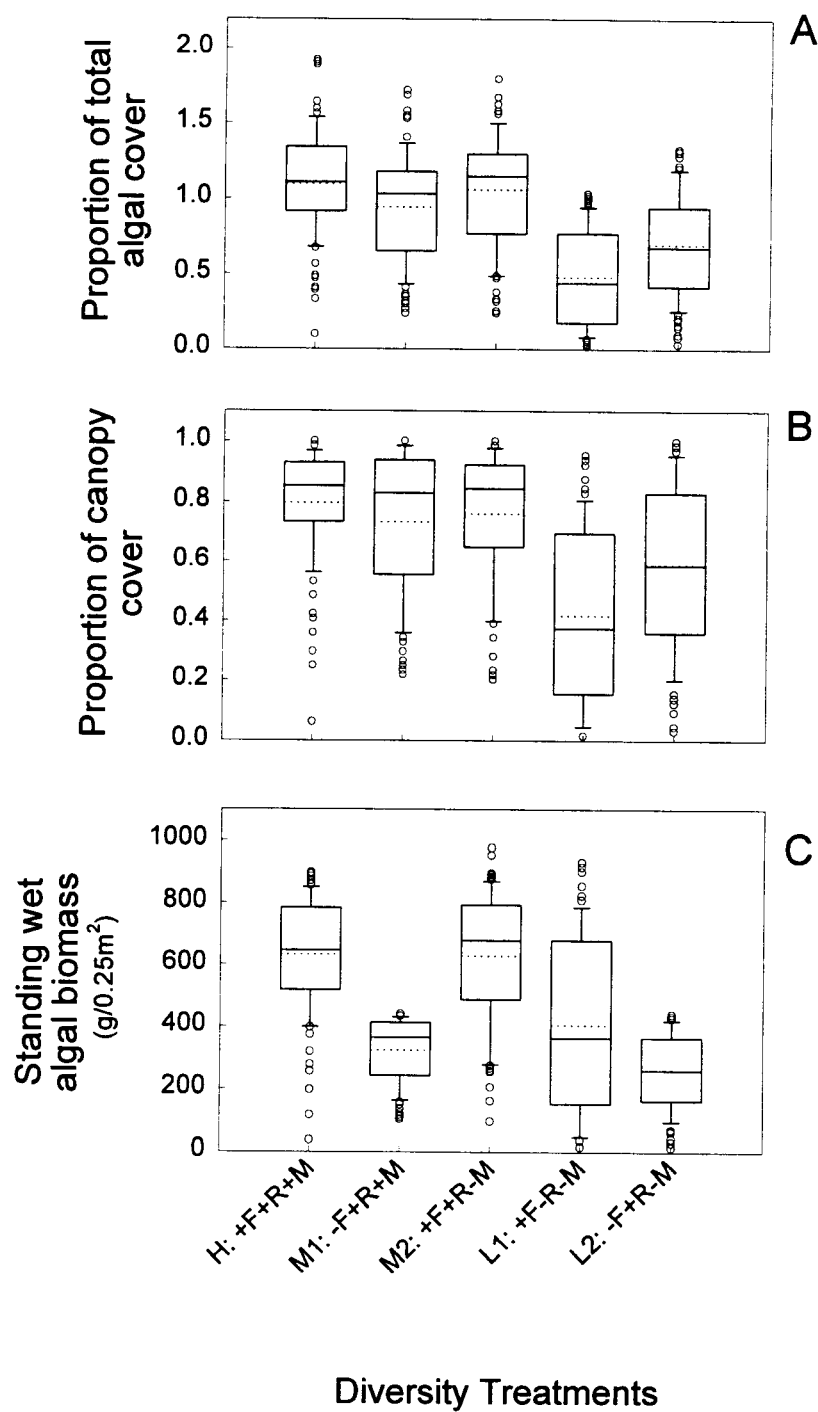 A
Proportion of total
algal cover
2.0
1.5
1.0
0.5
0.0
B
Proportion of canopy
cover
1.0
0.8
0.6
0.4
0.2
0.0
C
Standing wet
algal biomass
(g/0.25m²)
1000
800
600
400
200
0
H: +F+R+M
M1: -F+R+M
M2: +F+R-M
L1: +F-R-M
L2: -F+R-M
Diversity Treatments